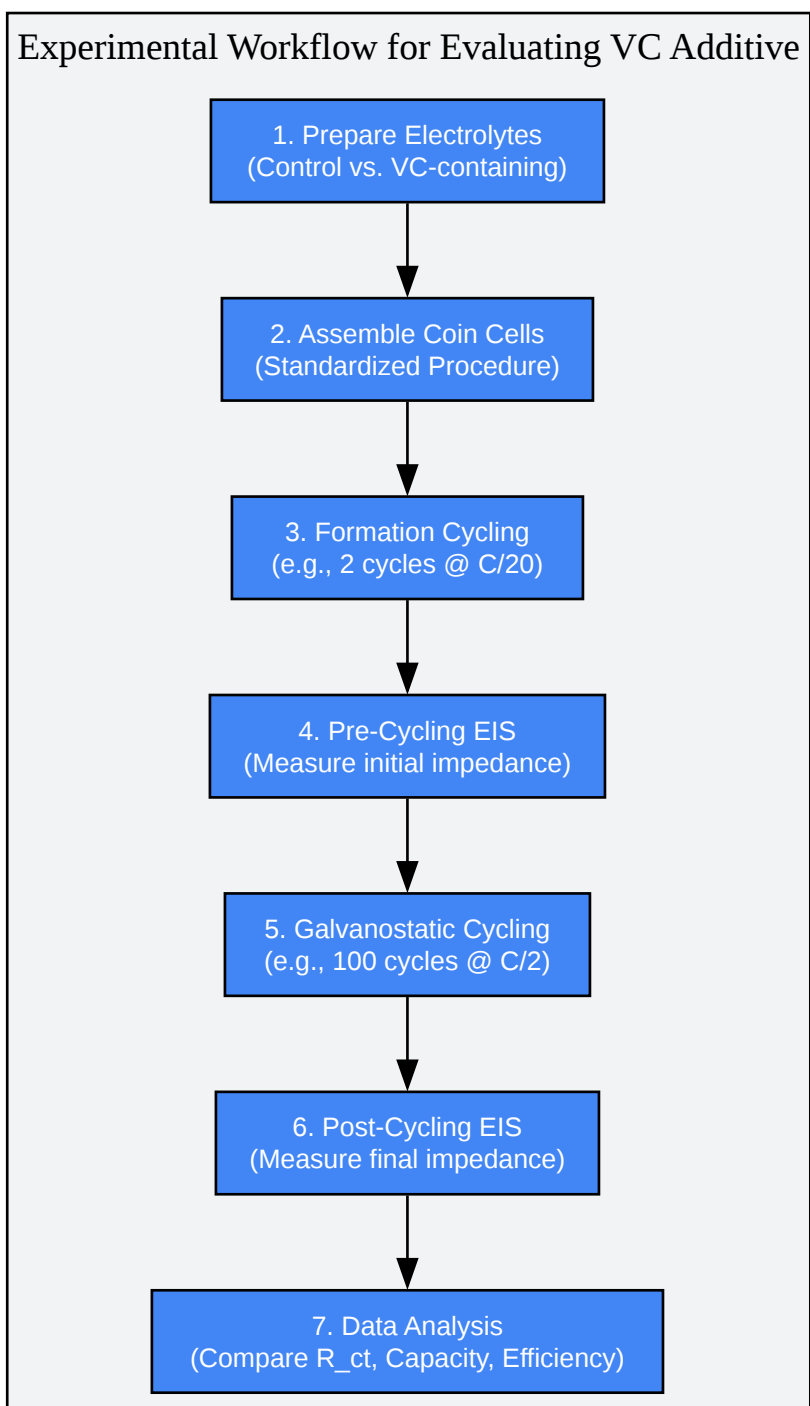 Experimental Workflow for Evaluating VC Additive
1. Prepare Electrolytes
(Control vs. VC-containing)
2. Assemble Coin Cells
(Standardized Procedure)
3. Formation Cycling
(e.g., 2 cycles @ C/20)
4. Pre-Cycling EIS
(Measure initial impedance)
5. Galvanostatic Cycling
(e.g., 100 cycles @ C/2)
6. Post-Cycling EIS
(Measure final impedance)
7. Data Analysis
(Compare R_ct, Capacity, Efficiency)